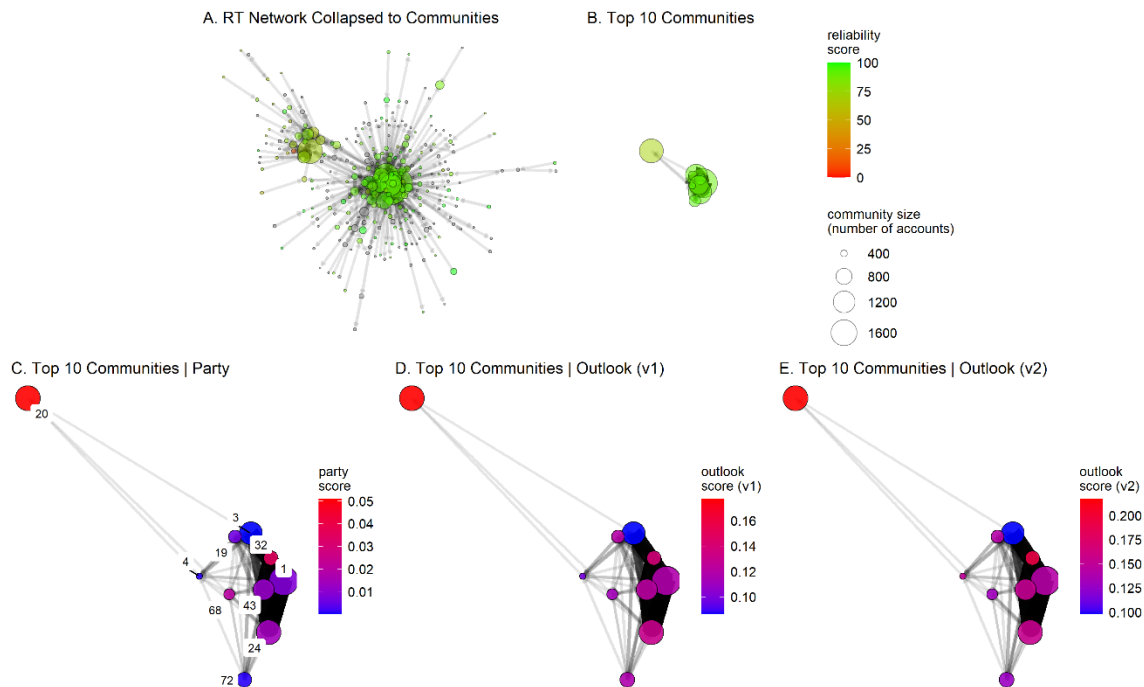 A. RT Network Collapsed to Communities
B. Top 10 Communities
reliability
score
100
75
50
25
0
community size
(number of accounts)
400
800
1200
1600
C. Top 10 Communities | Party
20
3
32
19
4
1
43
68
24
72
party
score
0.05
0.04
0.03
0.02
0.01
D. Top 10 Communities | Outlook (v1)
outlook
score (v1)
0.16
0.14
0.12
0.10
E. Top 10 Communities | Outlook (v2)
outlook
score (v2)
0.200
0.175
0.150
0.125
0.100